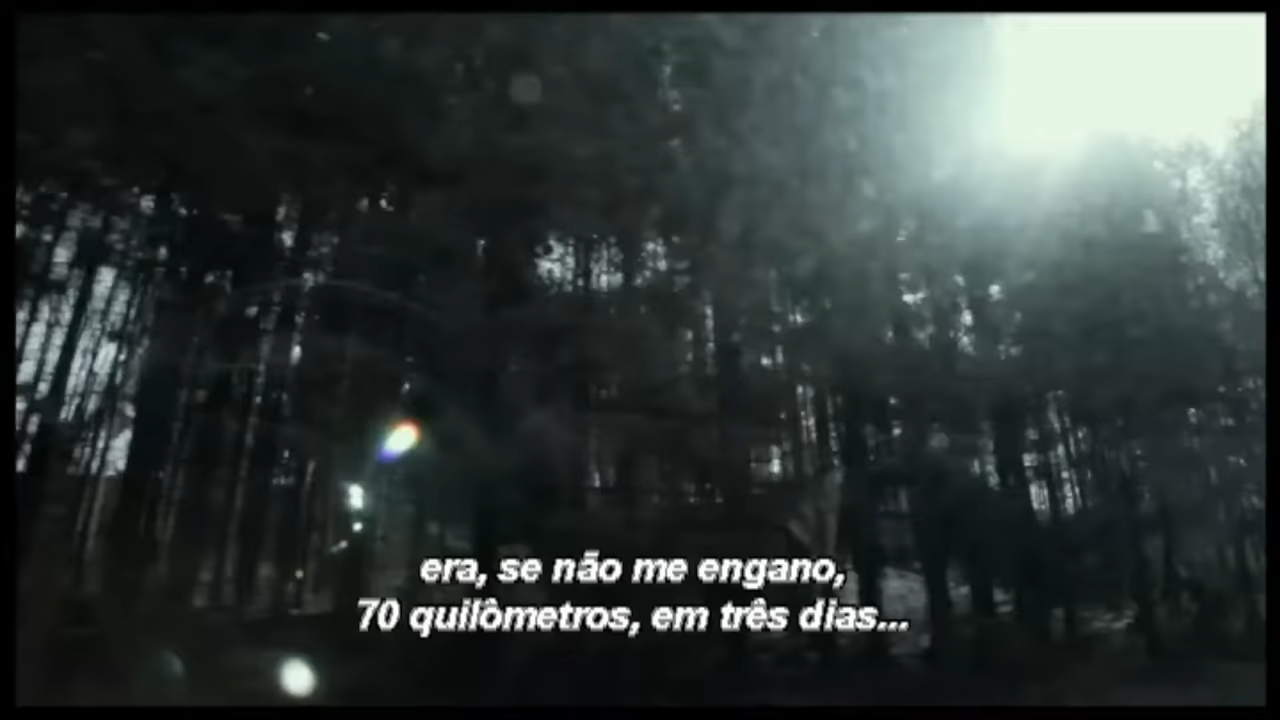 era, se não me engano,
70 quilômetros, em três dias...